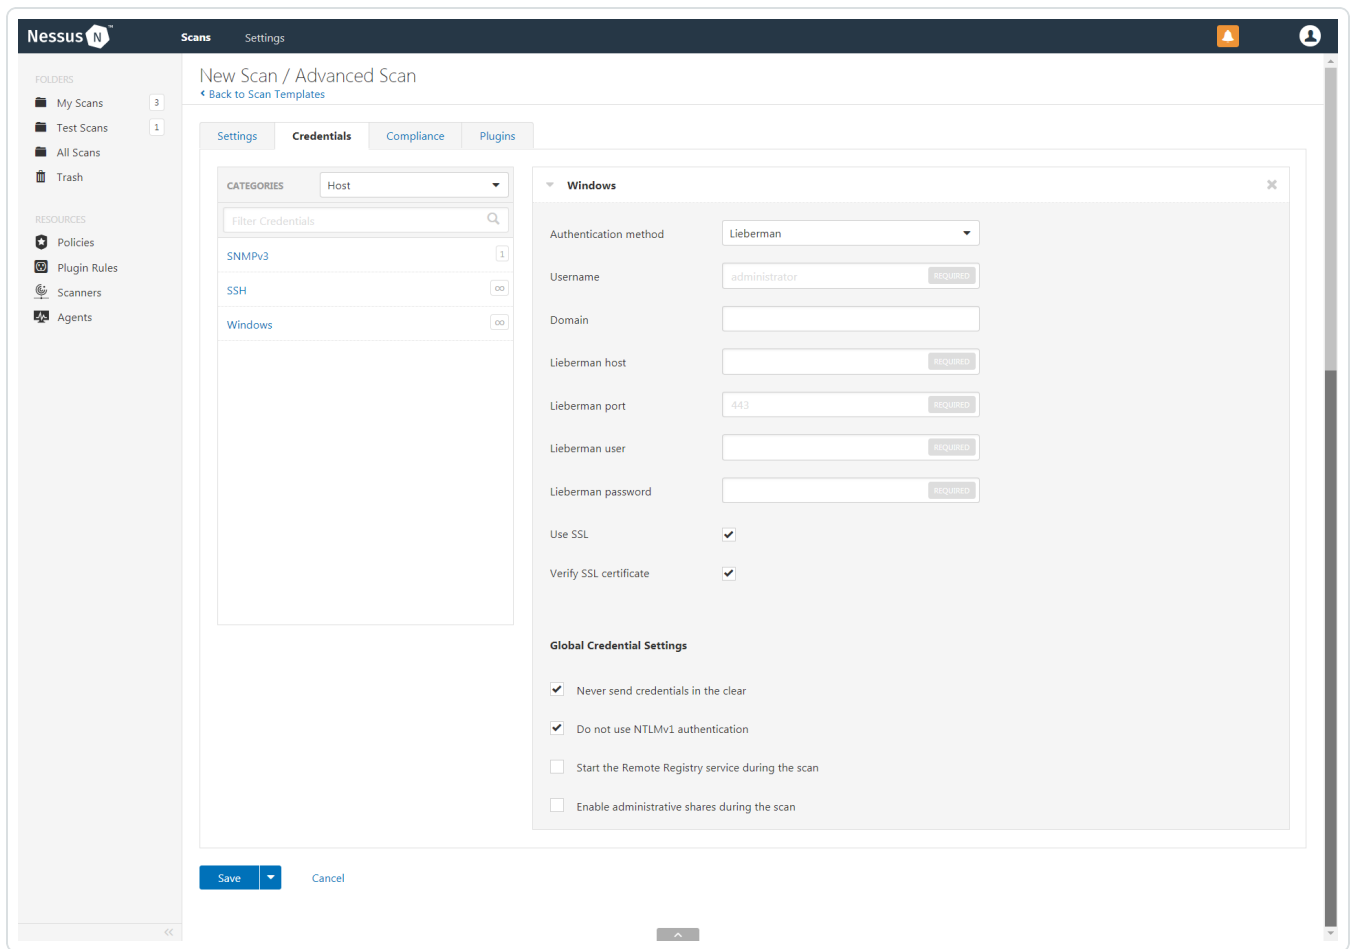 Nessus N ™
Scans
Settings
FOLDERS
My Scans 3
Test Scans 1
All Scans
Trash
RESOURCES
Policies
Plugin Rules
Scanners
Agents
New Scan / Advanced Scan
Back to Scan Templates
Settings
Credentials
Compliance
Plugins
CATEGORIES Host
Filter Credentials
SNMPv3 1
SSH ∞
Windows ∞
Windows
Authentication method Lieberman
Username administrator REQUIRED
Domain
Lieberman host REQUIRED
Lieberman port 443 REQUIRED
Lieberman user REQUIRED
Lieberman password REQUIRED
Use SSL
Verify SSL certificate
Global Credential Settings
Never send credentials in the clear
Do not use NTLMv1 authentication
Start the Remote Registry service during the scan
Enable administrative shares during the scan
Save
Cancel